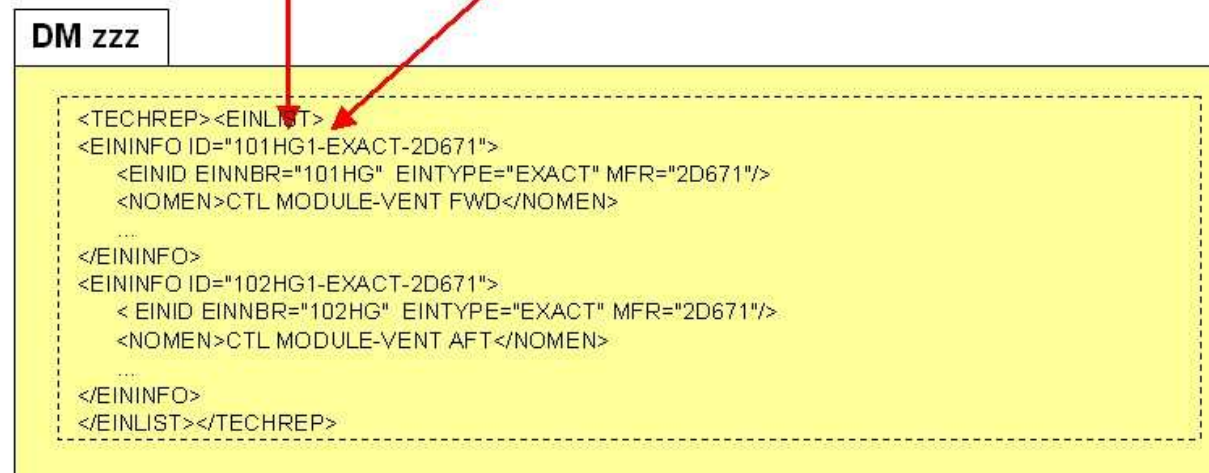 DM zzz
<TECHREP><EINLIST>
<EININFO ID="101HG1-EXACT-2D671">
<EINID EINNBR="101HG" EINTYPE="EXACT" MFR="2D671"/>
<NOMEN>CTL MODULE-VENT FWD</NOMEN>
...
</EININFO>
<EININFO ID="102HG1-EXACT-2D671">
< EINID EINNBR="102HG" EINTYPE="EXACT" MFR="2D671"/>
<NOMEN>CTL MODULE-VENT AFT</NOMEN>
...
</EININFO>
</EINLIST></TECHREP>